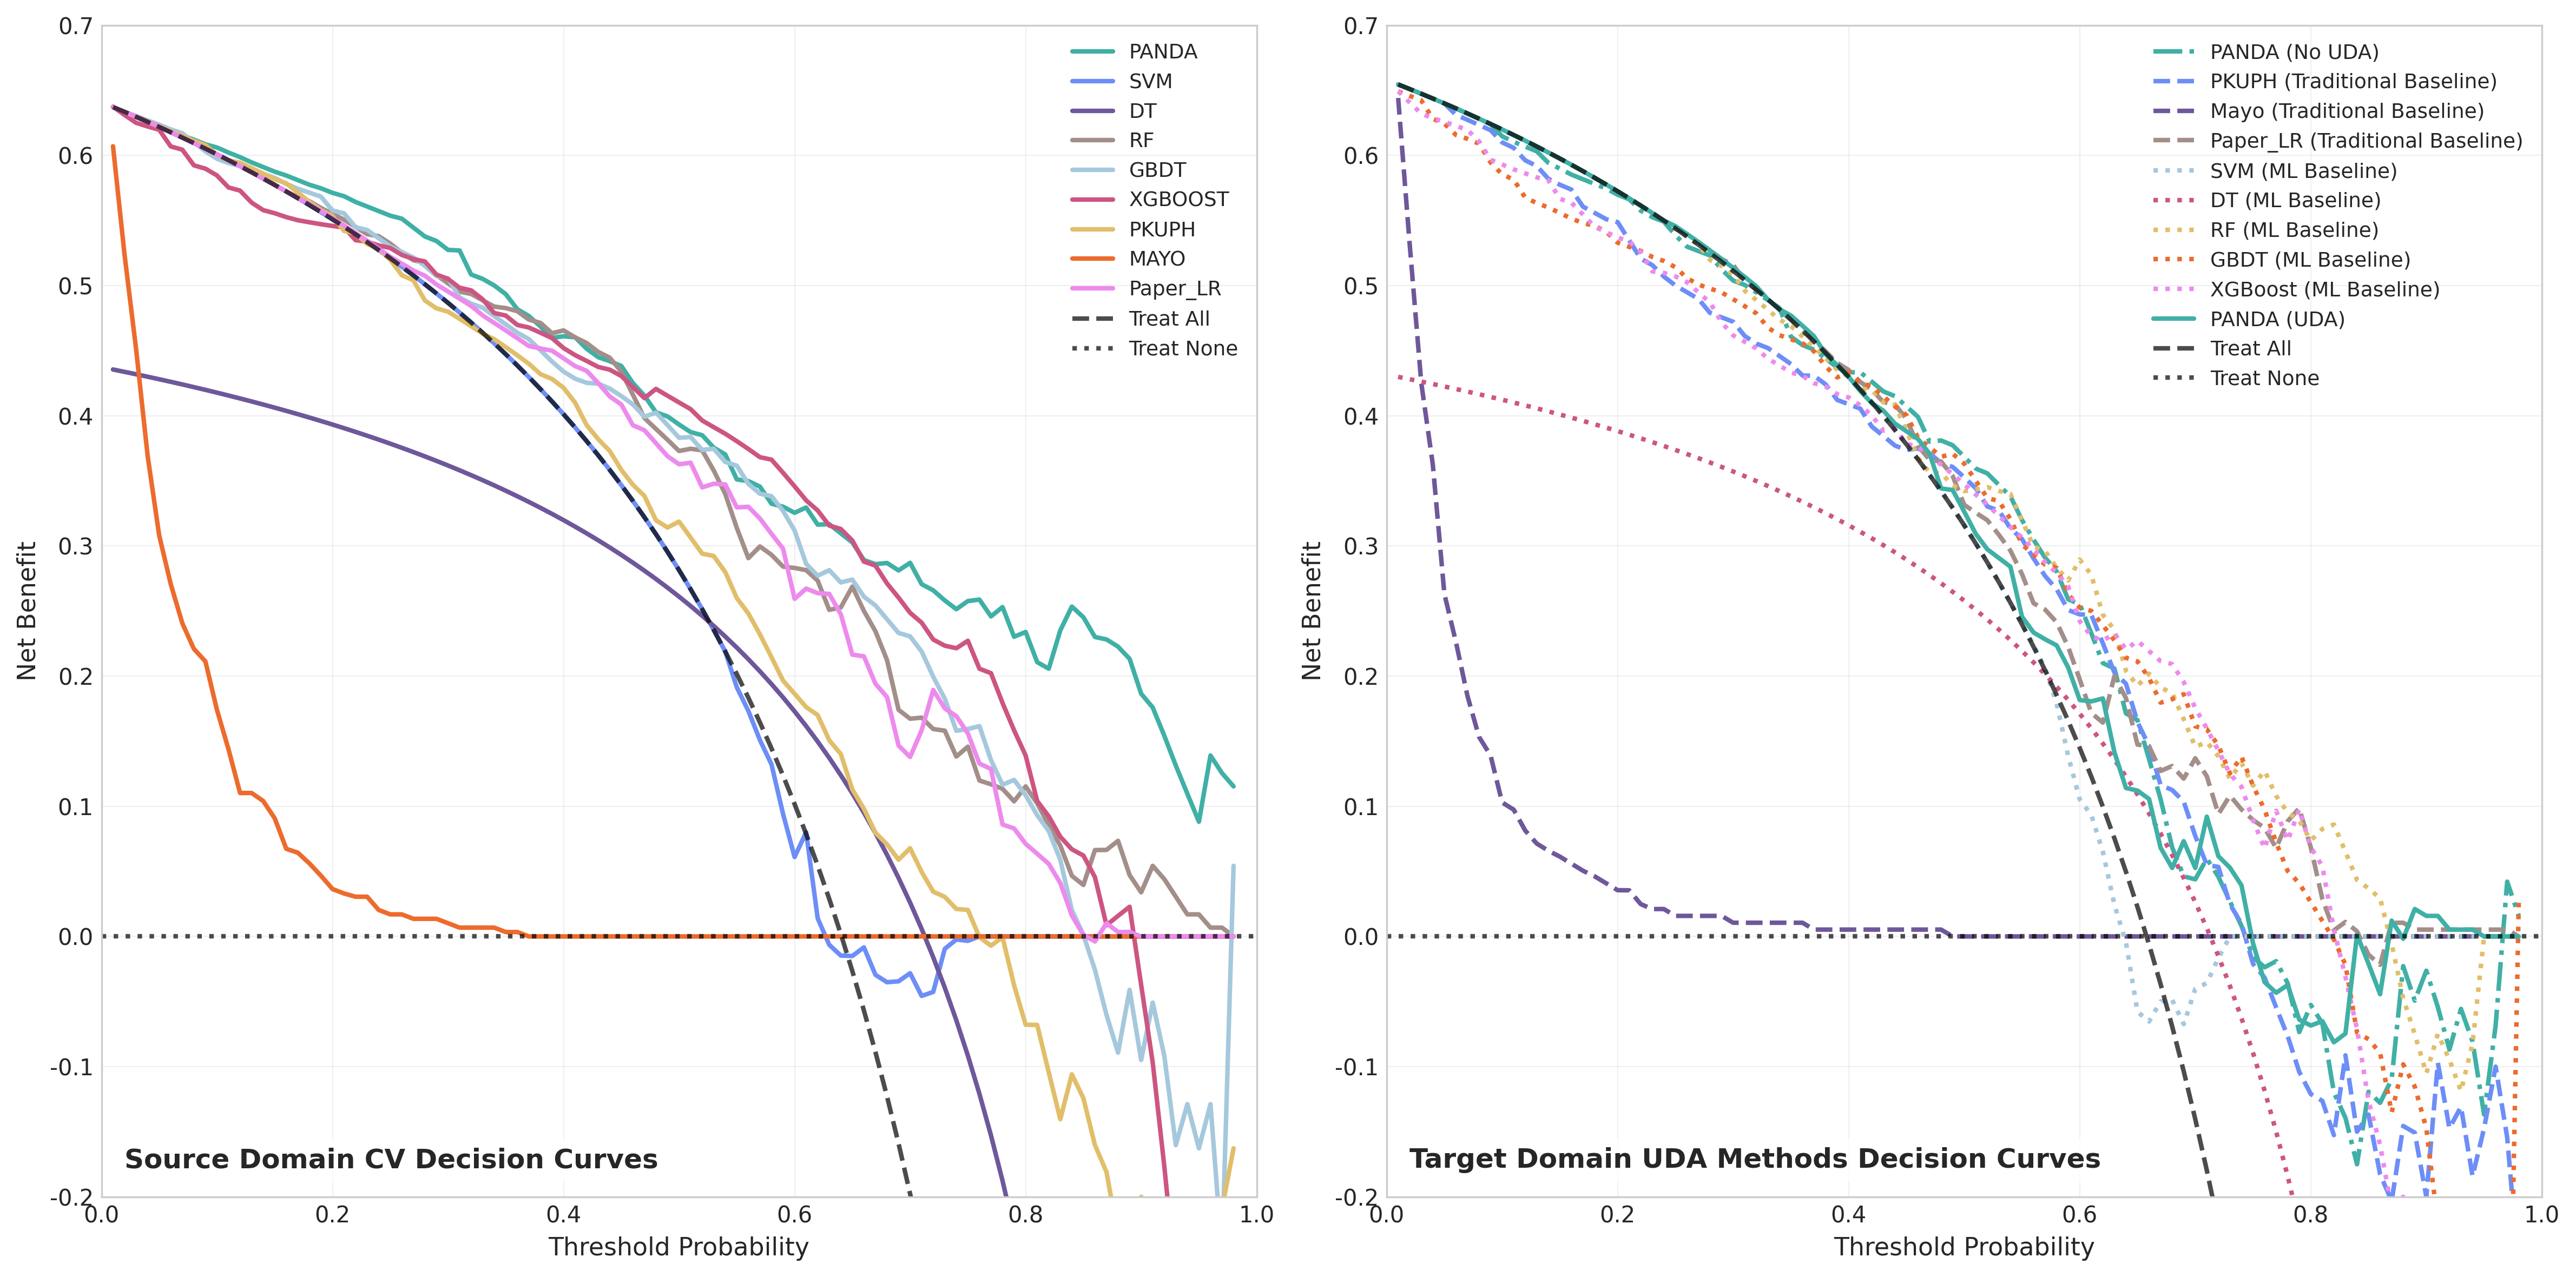 0.7
0.6
0.5
0.4
0.3
0.2
0.1
0.0
-0.1
-0.2
Net Benefit
PANDA
SVM
DT
RF
GBDT
XGBOOST
PKUPH
MAYO
Paper_LR
Treat All
Treat None
Source Domain CV Decision Curves
0.0 0.2 0.4 0.6 0.8 1.0
Threshold Probability
0.7
0.6
0.5
0.4
0.3
0.2
0.1
0.0
-0.1
-0.2
Net Benefit
PANDA (No UDA)
PKUPH (Traditional Baseline)
Mayo (Traditional Baseline)
Paper_LR (Traditional Baseline)
SVM (ML Baseline)
DT (ML Baseline)
RF (ML Baseline)
GBDT (ML Baseline)
XGBoost (ML Baseline)
PANDA (UDA)
Treat All
Treat None
Target Domain UDA Methods Decision Curves
0.0 0.2 0.4 0.6 0.8 1.0
Threshold Probability